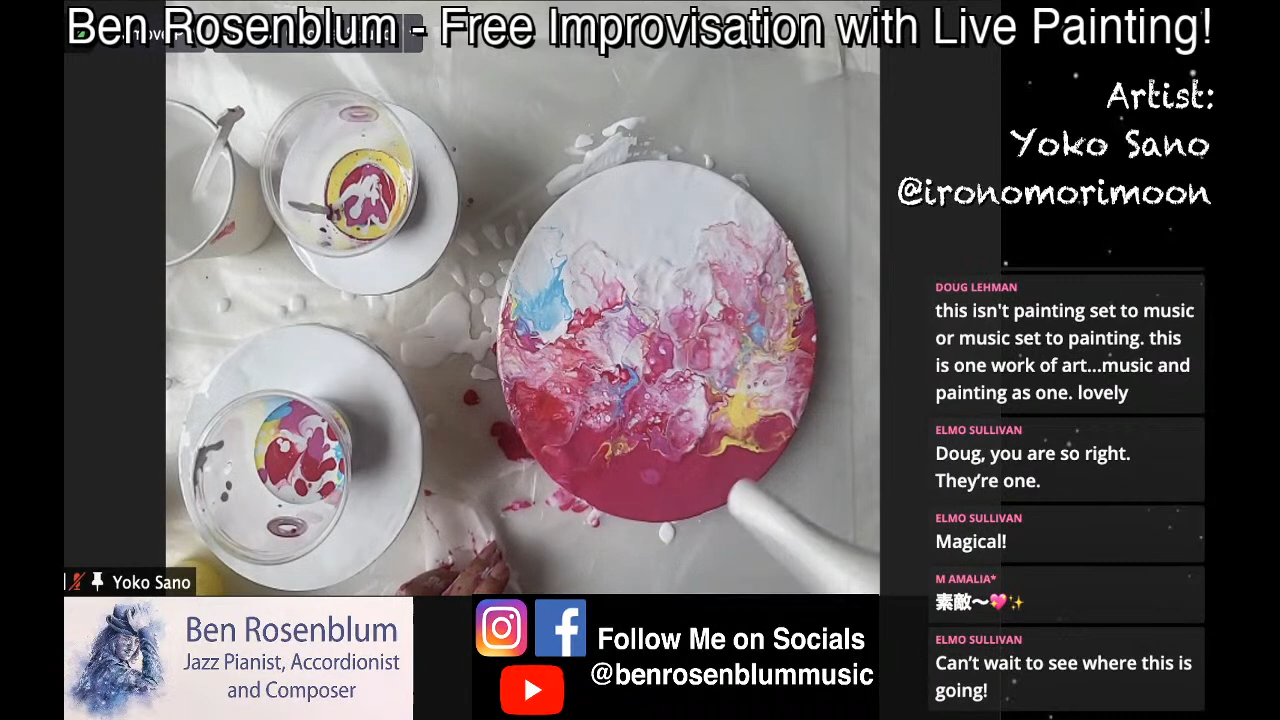 Ben Rosenblum - Free Improvisation with Live Painting!
Artist:
Yoko Sano
@ironomorimoon
DOUG LEHMAN
this isn't painting set to music
or music set to painting. this
is one work of art...music and
painting as one. lovely
ELMO SULLIVAN
Doug, you are so right.
They're one.
ELMO SULLIVAN
Magical!
M AMALIA*
素敵〜💖✨
ELMO SULLIVAN
Can't wait to see where this is
going!
Yoko Sano
Ben Rosenblum
Jazz Pianist, Accordionist
and Composer
Follow Me on Socials
@benrosenblummusic